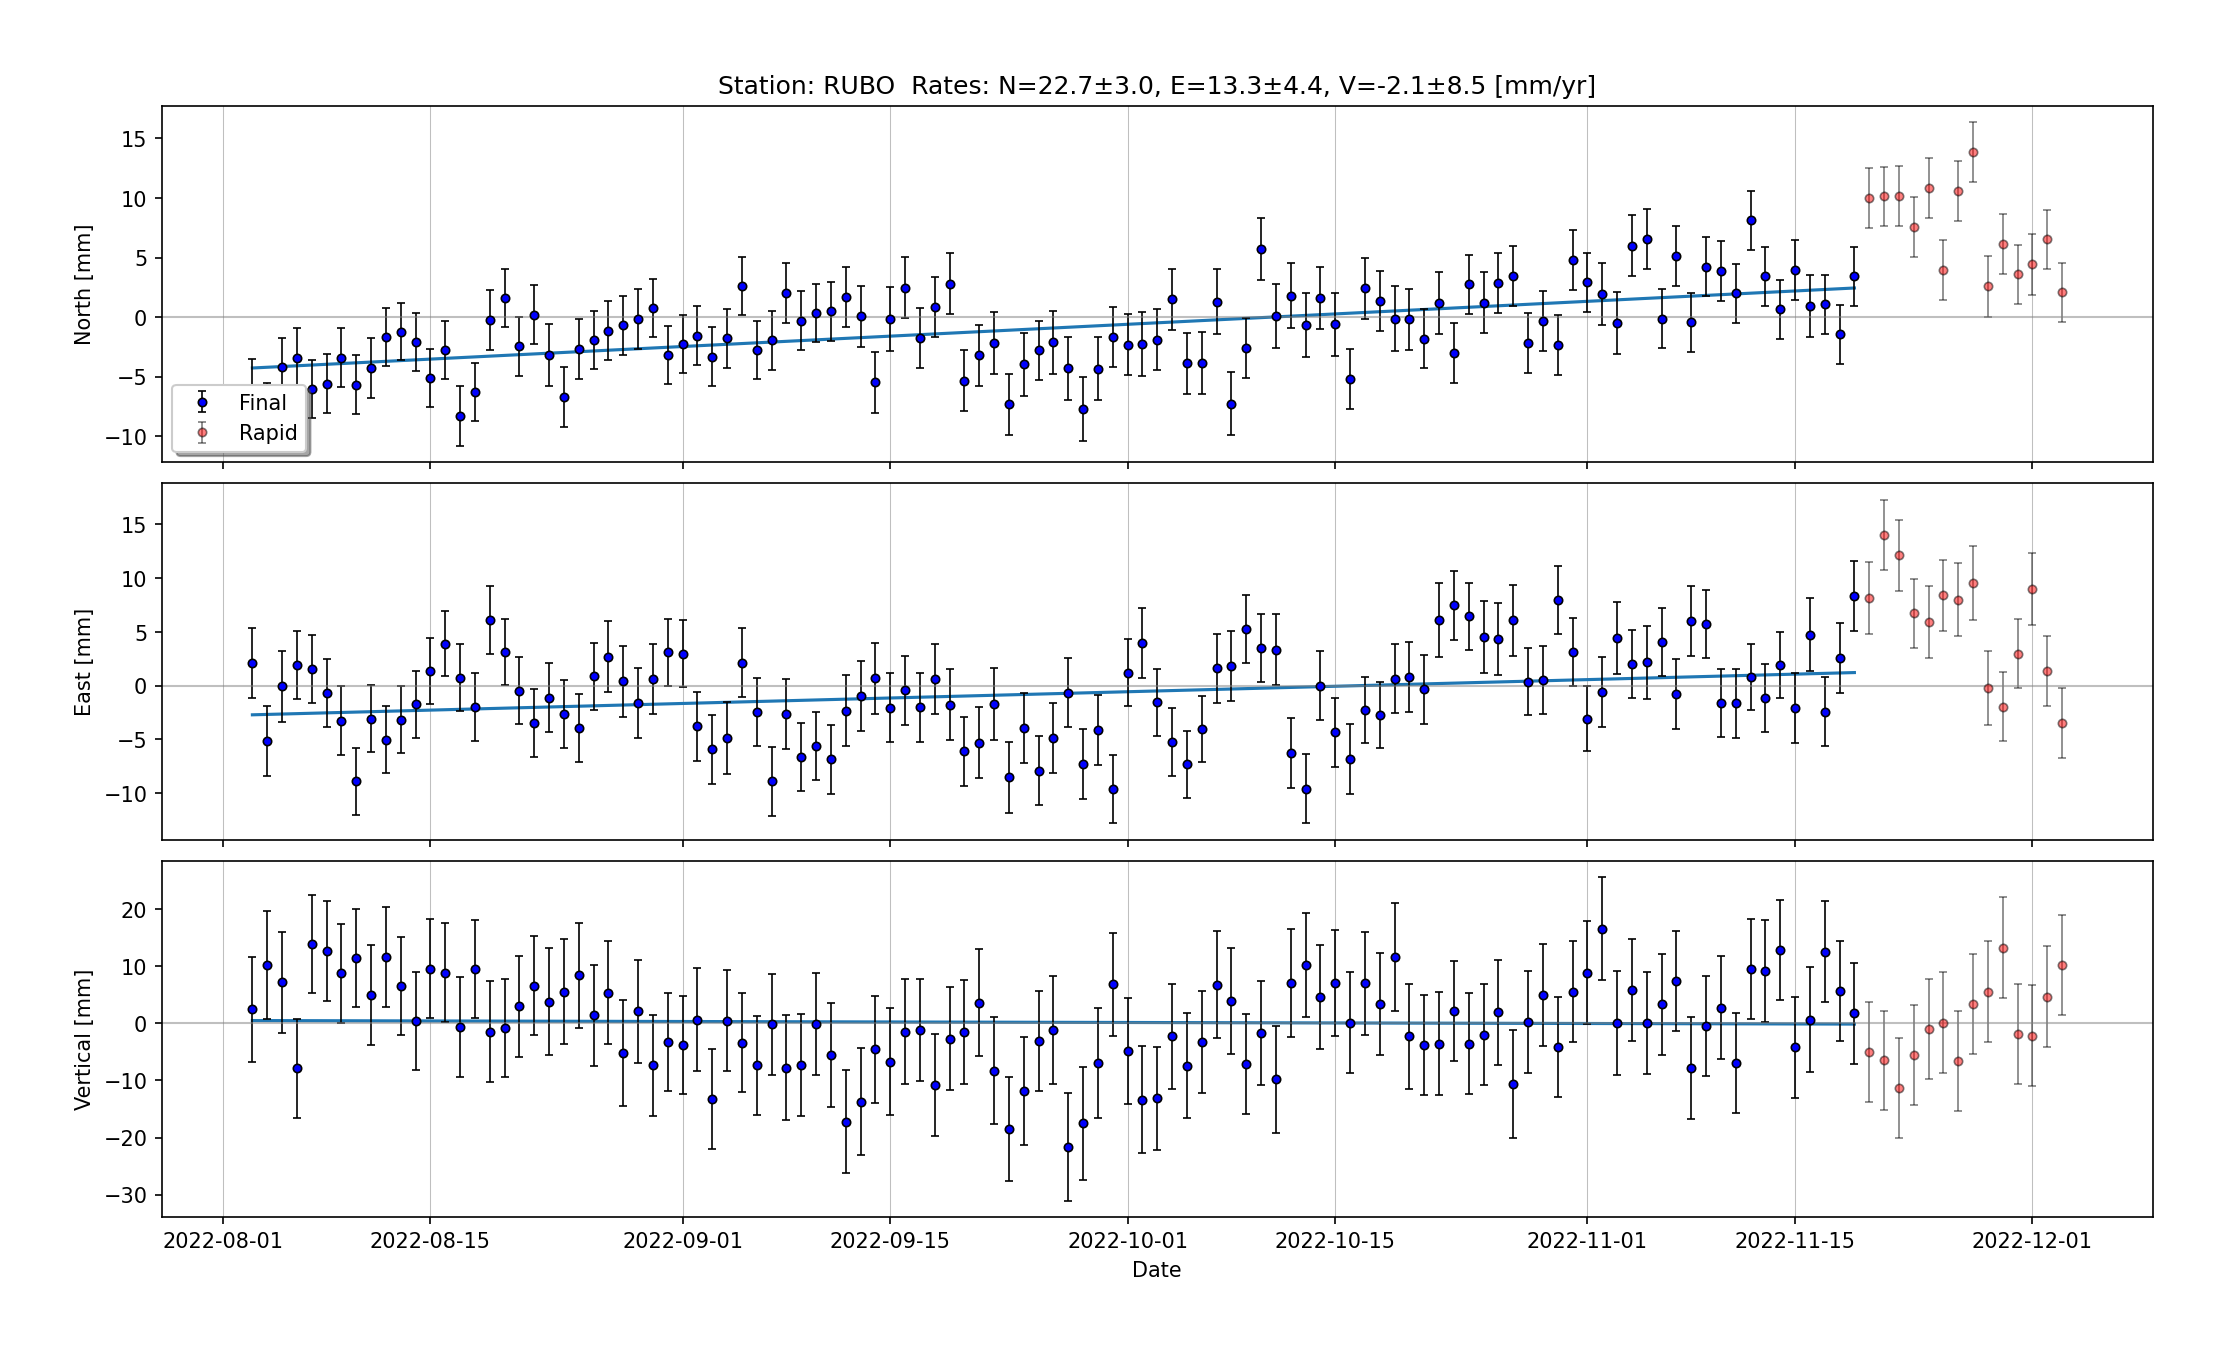 Station: RUBO  Rates: N=22.7±3.0, E=13.3±4.4, V=-2.1±8.5 [mm/yr]
15
10
5
0
−5
−10
North [mm]
Final
Rapid
15
10
5
0
−5
−10
East [mm]
20
10
0
−10
−20
−30
Vertical [mm]
2022-08-01 2022-08-15 2022-09-01 2022-09-15 2022-10-01 2022-10-15 2022-11-01 2022-11-15 2022-12-01
Date